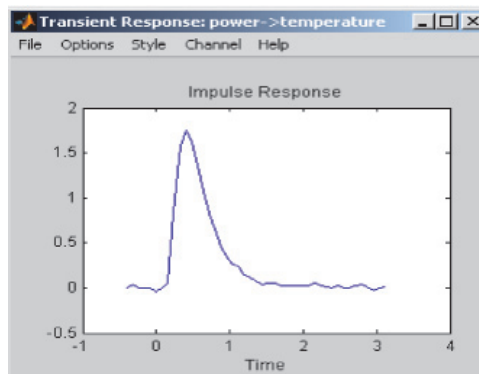 Transient Response: power->temperature
File Options Style Channel Help
Impulse Response
2
1.5
1
0.5
0
-0.5
-1 0 1 2 3 4
Time